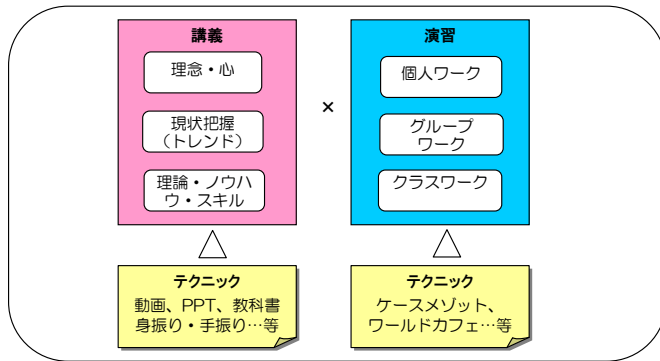 講義
理念・心
現状把握
（トレンド）
理論・ノウハ
ウ・スキル
×
演習
個人ワーク
グループ
ワーク
クラスワーク
テクニック
動画、PPT、教科書
身振り・手振り…等
テクニック
ケースメゾット、
ワールドカフェ…等